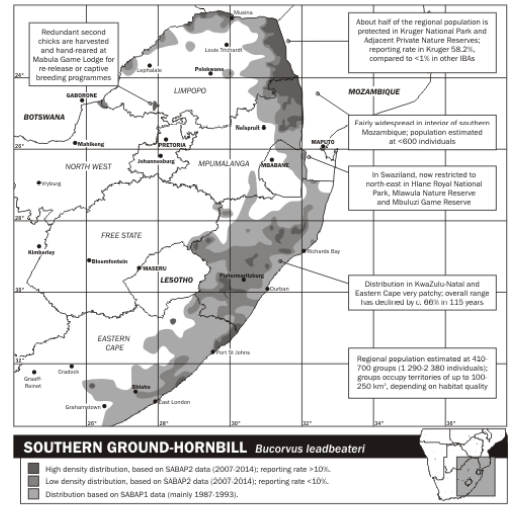 Redundant second
chicks are harvested
and hand-reared at
Mabula Game Lodge for
re-release or captive
breeding programmes
About half of the regional population is
protected in Kruger National Park and
Adjacent Private Nature Reserves;
reporting rate in Kruger 58.2%,
compared to <1% in other IBAs
Musina
Louis Trichardt
Lephalale
Polokwane
24°
LIMPOPO
GABORONE
MOZAMBIQUE
BOTSWANA
Fairly widespread in interior of southern
Mozambique; population estimated
at <600 individuals
Nelspruit
Mahikeng
PRETORIA
MAPUTO
26°
Johannesburg
MPUMALANGA
MBABANE
NORTH WEST
Vryburg
In Swaziland, now restricted to
north-east in Hlane Royal National
Park, Mlawula Nature Reserve
and Mbuluzi Game Reserve
28°
FREE STATE
Kimberley
Bloemfontein
MASERU
LESOTHO
Richards Bay
Pietermaritzburg
Durban
30°
Distribution in KwaZulu-Natal and
Eastern Cape very patchy; overall range
has declined by c. 66% in 115 years
EASTERN
CAPE
Port St Johns
Cradock
Graaff-
Reinet
Bhisho
East London
Grahamstown
Regional population estimated at 410-
700 groups (1 290-2 380 individuals);
groups occupy territories of up to 100-
250 km², depending on habitat quality
26° 28° 30° 32° 34° 36°
SOUTHERN GROUND-HORNBILL Bucorvus leadbeateri
High density distribution, based on SABAP2 data (2007-2014); reporting rate >10%.
Low density distribution, based on SABAP2 data (2007-2014); reporting rate <10%.
Distribution based on SABAP1 data (mainly 1987-1993).